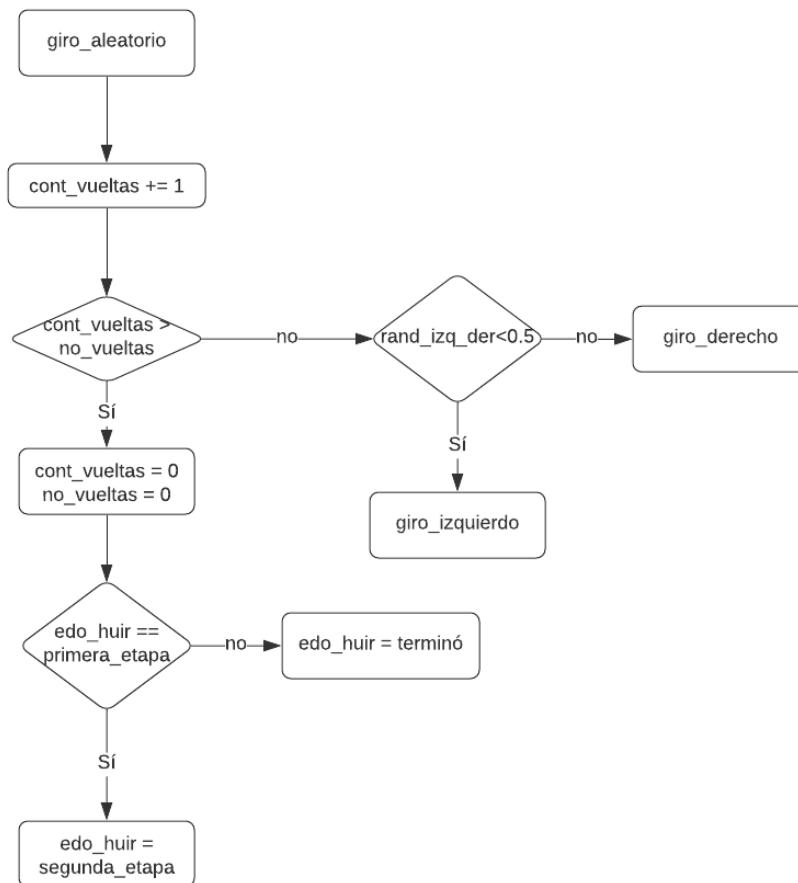 giro_aleatorio
cont_vueltas += 1
cont_vueltas >
no_vueltas
no
rand_izq_der<0.5
no
giro_derecho
Sí
Sí
cont_vueltas = 0
no_vueltas = 0
giro_izquierdo
edo_huir ==
primera_etapa
no
edo_huir = terminó
Sí
edo_huir =
segunda_etapa